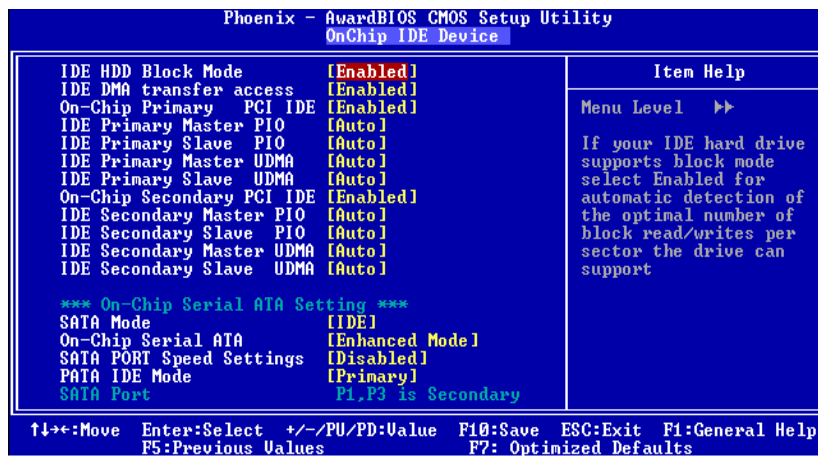 Phoenix - AwardBIOS CMOS Setup Utility
OnChip IDE Device
IDE HDD Block Mode [Enabled]
IDE DMA transfer access [Enabled]
On-Chip Primary PCI IDE [Enabled]
IDE Primary Master PIO [Auto]
IDE Primary Slave PIO [Auto]
IDE Primary Master UDMA [Auto]
IDE Primary Slave UDMA [Auto]
On-Chip Secondary PCI IDE [Enabled]
IDE Secondary Master PIO [Auto]
IDE Secondary Slave PIO [Auto]
IDE Secondary Master UDMA [Auto]
IDE Secondary Slave UDMA [Auto]
*** On-Chip Serial ATA Setting ***
SATA Mode [IDE]
On-Chip Serial ATA [Enhanced Mode]
SATA PORT Speed Settings [Disabled]
PATA IDE Mode [Primary]
SATA Port P1,P3 is Secondary
Item Help
Menu Level ▶▶
If your IDE hard drive
supports block mode
select Enabled for
automatic detection of
the optimal number of
block read/writes per
sector the drive can
support
↑↓→←:Move Enter:Select +/-/PU/PD:Value F10:Save ESC:Exit F1:General Help
F5:Previous Values F7: Optimized Defaults